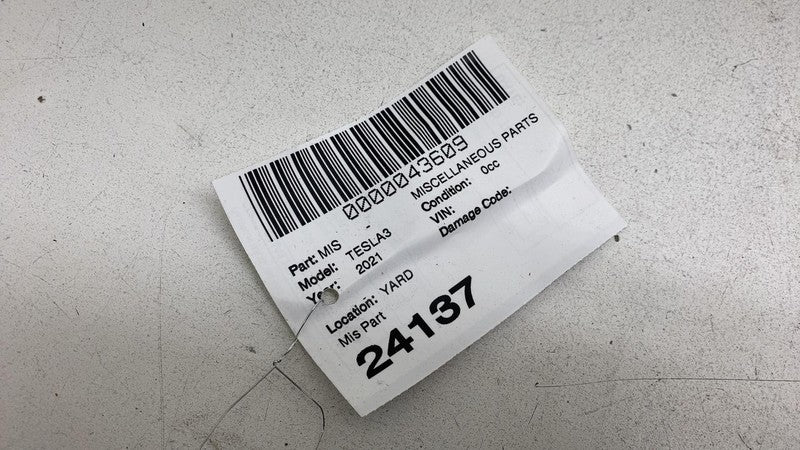 0000043609
Part: MIS - MISCELLANEOUS PARTS
Model: TESLA3 Condition: 0cc
Year: 2021 VIN:
Damage Code:
Location: YARD
Mis Part
24137